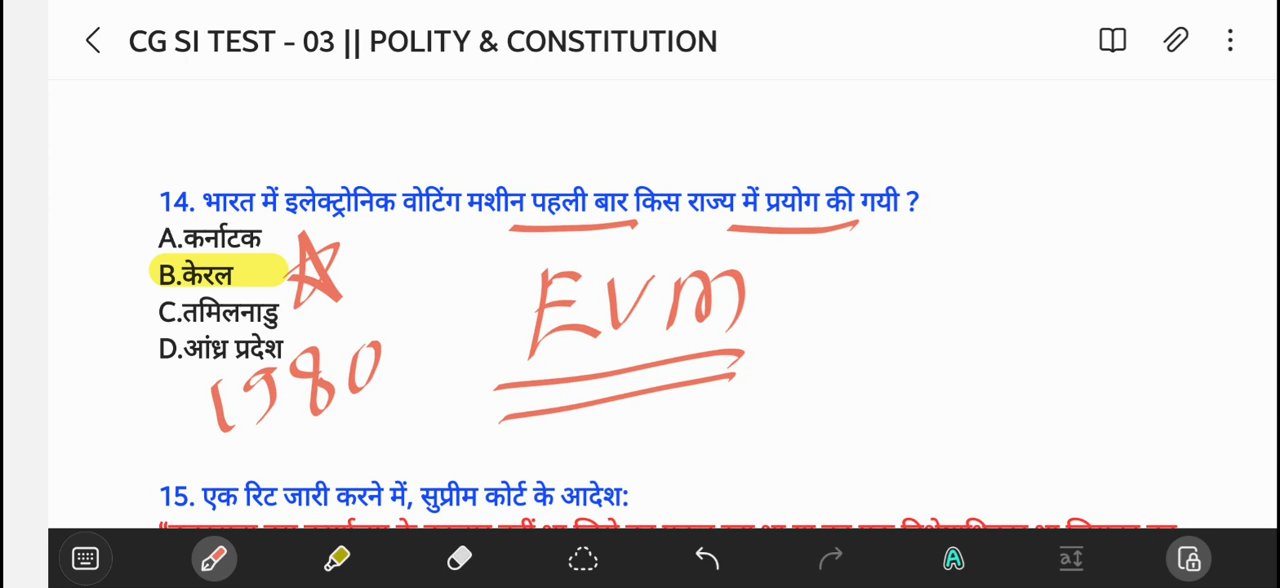 CG SI TEST - 03 || POLITY & CONSTITUTION
14. भारत में इलेक्ट्रोनिक वोटिंग मशीन पहली बार किस राज्य में प्रयोग की गयी ?
A.कर्नाटक
B.केरल
EVM
C.तमिलनाडु
D.आंध्र प्रदेश
1980
15. एक रिट जारी करने में, सुप्रीम कोर्ट के आदेश: